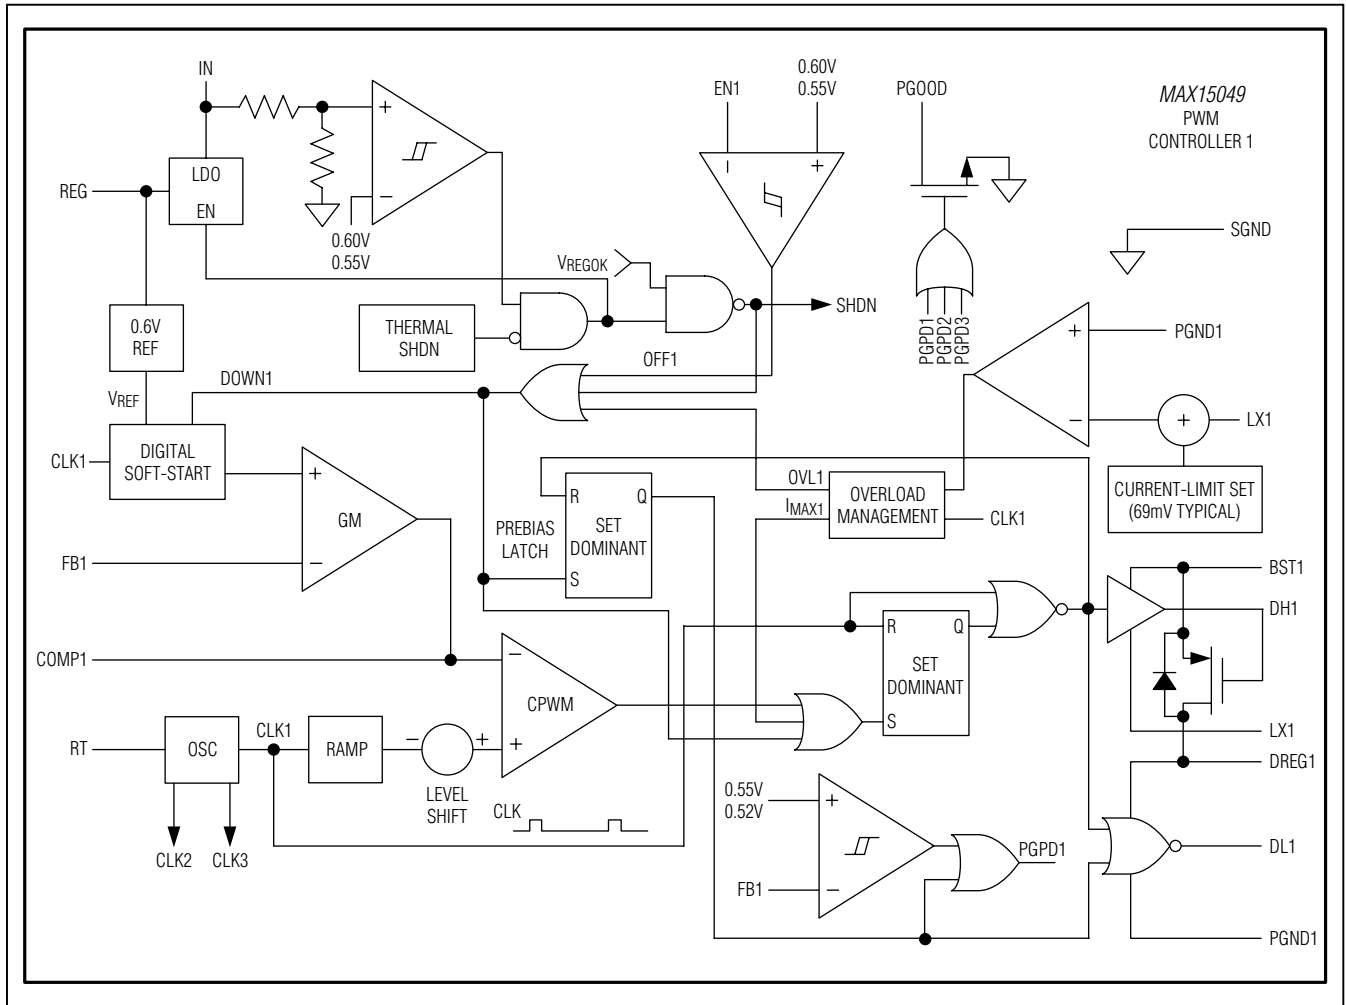 MAX15049
PWM
CONTROLLER 1
IN
LDO
EN
REG
+
−
0.60V
0.55V
EN1
0.60V
0.55V
−
+
PGOOD
SGND
VREGOK
SHDN
THERMAL
SHDN
0.6V
REF
VREF
DOWN1
OFF1
PGPD1
PGPD2
PGPD3
+
−
PGND1
+
LX1
CURRENT-LIMIT SET
(69mV TYPICAL)
CLK1
DIGITAL
SOFT-START
+
GM
−
FB1
PREBIAS
LATCH
R
Q
SET
DOMINANT
S
OVL1
IMAX1
OVERLOAD
MANAGEMENT
CLK1
BST1
DH1
COMP1
−
CPWM
+
R
Q
SET
DOMINANT
S
LX1
DREG1
RT
OSC
CLK1
RAMP
−
+
LEVEL
SHIFT
CLK2
CLK3
CLK
0.55V
0.52V
+
−
FB1
PGPD1
DL1
PGND1